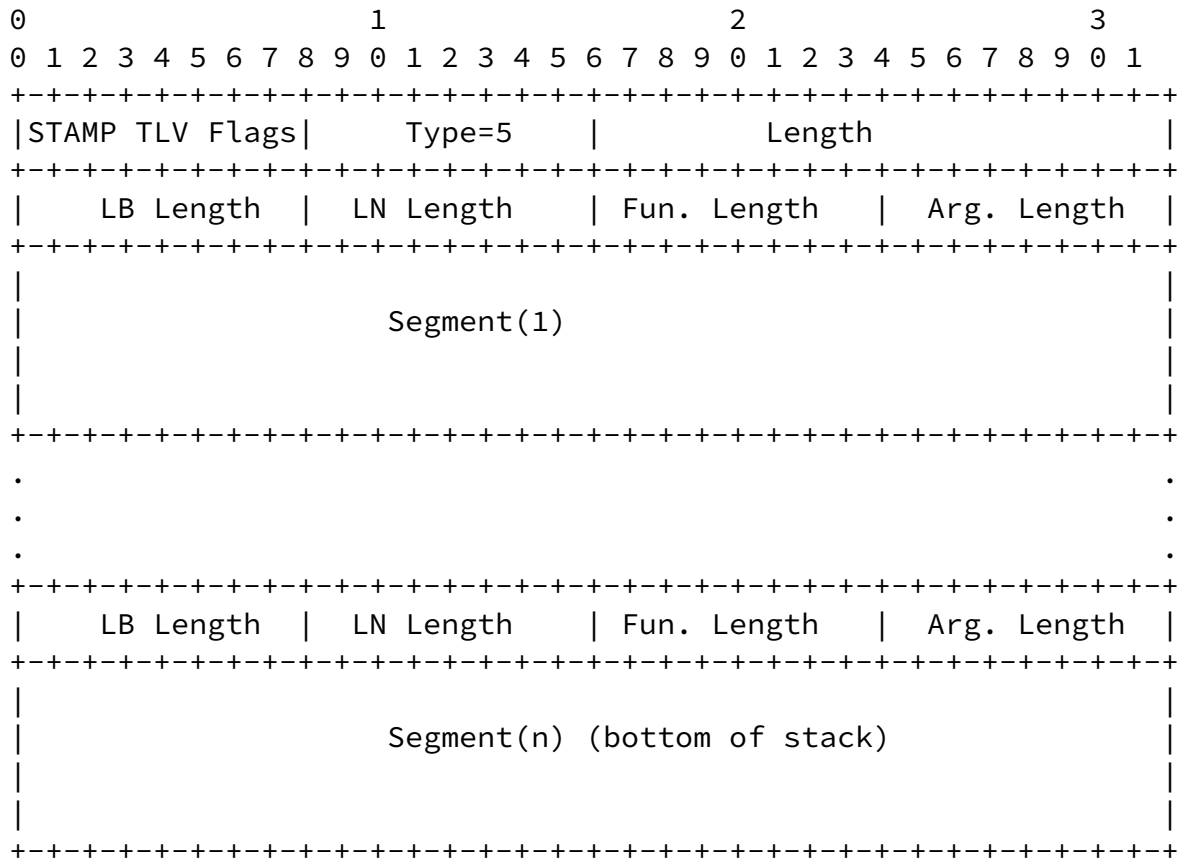 0                   1                   2                   3
0 1 2 3 4 5 6 7 8 9 0 1 2 3 4 5 6 7 8 9 0 1 2 3 4 5 6 7 8 9 0 1
+-+-+-+-+-+-+-+-+-+-+-+-+-+-+-+-+-+-+-+-+-+-+-+-+-+-+-+-+-+-+-+-+
|STAMP TLV Flags|     Type=5    |         Length                |
+-+-+-+-+-+-+-+-+-+-+-+-+-+-+-+-+-+-+-+-+-+-+-+-+-+-+-+-+-+-+-+-+
|    LB Length  |  LN Length    | Fun. Length   |  Arg. Length  |
+-+-+-+-+-+-+-+-+-+-+-+-+-+-+-+-+-+-+-+-+-+-+-+-+-+-+-+-+-+-+-+-+
|                                                               |
|                    Segment(1)                                 |
|                                                               |
|                                                               |
+-+-+-+-+-+-+-+-+-+-+-+-+-+-+-+-+-+-+-+-+-+-+-+-+-+-+-+-+-+-+-+-+
.                                                               .
.                                                               .
.                                                               .
+-+-+-+-+-+-+-+-+-+-+-+-+-+-+-+-+-+-+-+-+-+-+-+-+-+-+-+-+-+-+-+-+
|    LB Length  |  LN Length    | Fun. Length   |  Arg. Length  |
+-+-+-+-+-+-+-+-+-+-+-+-+-+-+-+-+-+-+-+-+-+-+-+-+-+-+-+-+-+-+-+-+
|                                                               |
|                    Segment(n) (bottom of stack)               |
|                                                               |
|                                                               |
+-+-+-+-+-+-+-+-+-+-+-+-+-+-+-+-+-+-+-+-+-+-+-+-+-+-+-+-+-+-+-+-+